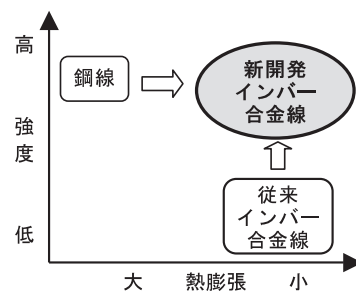 高
強度
低
鋼線
新開発
インバー
合金線
従来
インバー
合金線
大
熱膨張
小